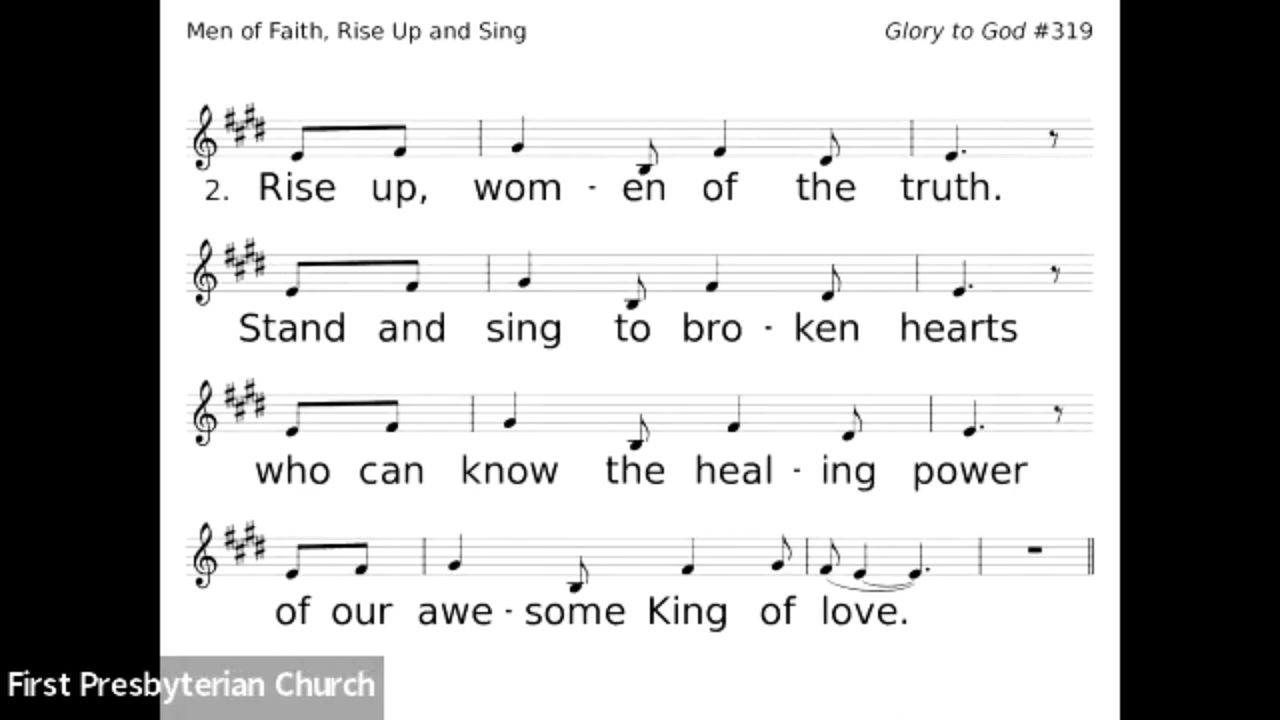 Men of Faith, Rise Up and Sing
Glory to God #319
2. Rise up, wom - en of the truth.
Stand and sing to bro - ken hearts
who can know the heal - ing power
of our awe - some King of love.
First Presbyterian Church